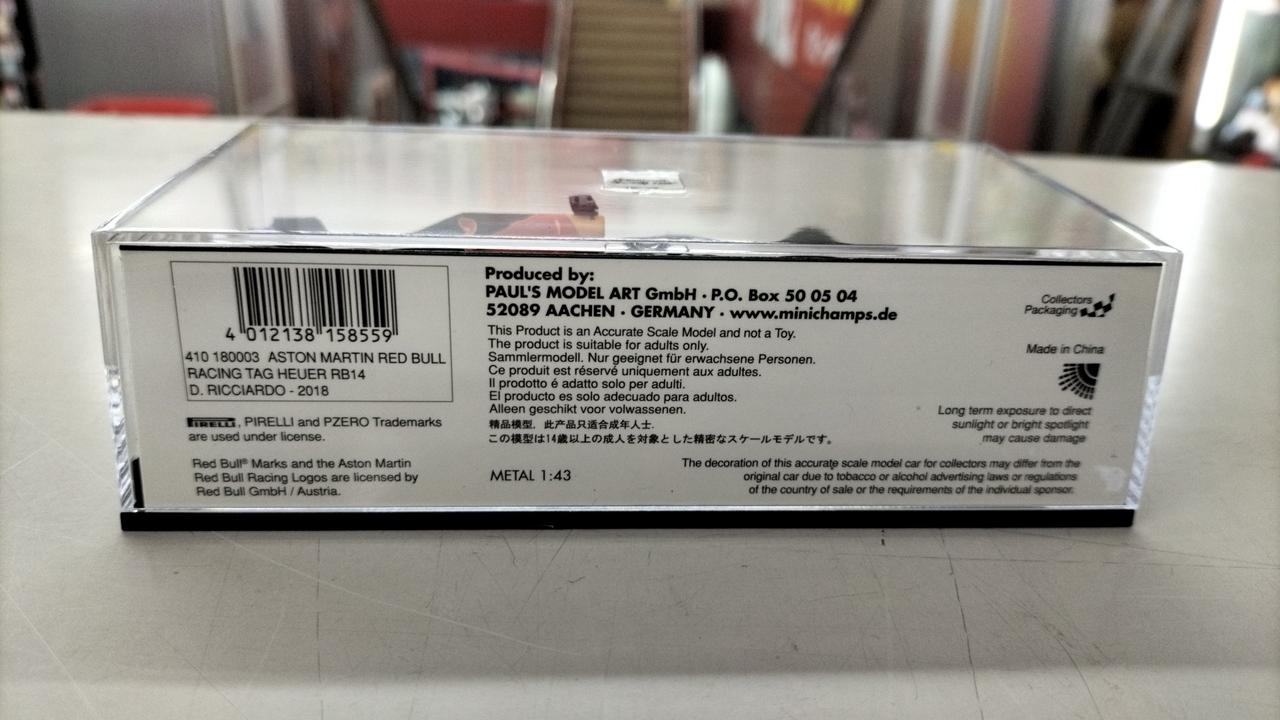 4 012138 158559
410 180003 ASTON MARTIN RED BULL
RACING TAG HEUER RB14
D. RICCIARDO - 2018
PIRELLI, PIRELLI and PZERO Trademarks
are used under license.
Red Bull® Marks and the Aston Martin
Red Bull Racing Logos are licensed by
Red Bull GmbH / Austria.
Produced by:
PAUL'S MODEL ART GmbH · P.O. Box 50 05 04
52089 AACHEN · GERMANY · www.minichamps.de
This Product is an Accurate Scale Model and not a Toy.
The product is suitable for adults only.
Sammlermodell. Nur geeignet für erwachsene Personen.
Ce produit est réservé uniquement aux adultes.
Il prodotto é adatto solo per adulti.
El producto es solo adecuado para adultos.
Alleen geschikt voor volwassenen.
精品模型，此产品只适合成年人士.
この模型は14歳以上の成人を対象とした精密なスケールモデルです。
METAL 1:43
Collectors
Packaging
Made in China
Long term exposure to direct
sunlight or bright spotlight
may cause damage
The decoration of this accurate scale model car for collectors may differ from the
original car due to tobacco or alcohol advertising laws or regulations
of the country of sale or the requirements of the individual sponsor.